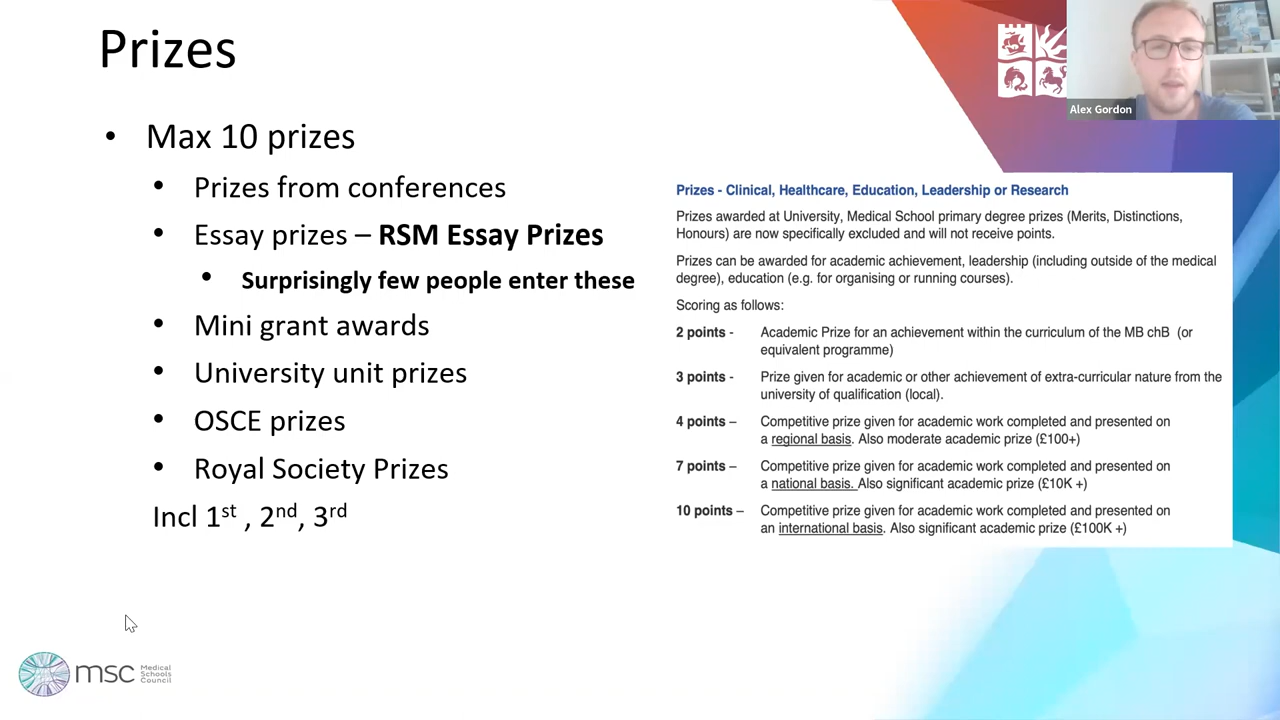 Prizes
• Max 10 prizes
• Prizes from conferences
• Essay prizes – RSM Essay Prizes
• Surprisingly few people enter these
• Mini grant awards
• University unit prizes
• OSCE prizes
• Royal Society Prizes
Incl 1st , 2nd, 3rd
Alex Gordon
Prizes - Clinical, Healthcare, Education, Leadership or Research
Prizes awarded at University, Medical School primary degree prizes (Merits, Distinctions,
Honours) are now specifically excluded and will not receive points.
Prizes can be awarded for academic achievement, leadership (including outside of the medical
degree), education (e.g. for organising or running courses).
Scoring as follows:
2 points - Academic Prize for an achievement within the curriculum of the MB chB (or
equivalent programme)
3 points - Prize given for academic or other achievement of extra-curricular nature from the
university of qualification (local).
4 points – Competitive prize given for academic work completed and presented on
a regional basis. Also moderate academic prize (£100+)
7 points – Competitive prize given for academic work completed and presented on
a national basis. Also significant academic prize (£10K +)
10 points – Competitive prize given for academic work completed and presented on
an international basis. Also significant academic prize (£100K +)
msc Medical
Schools
Council